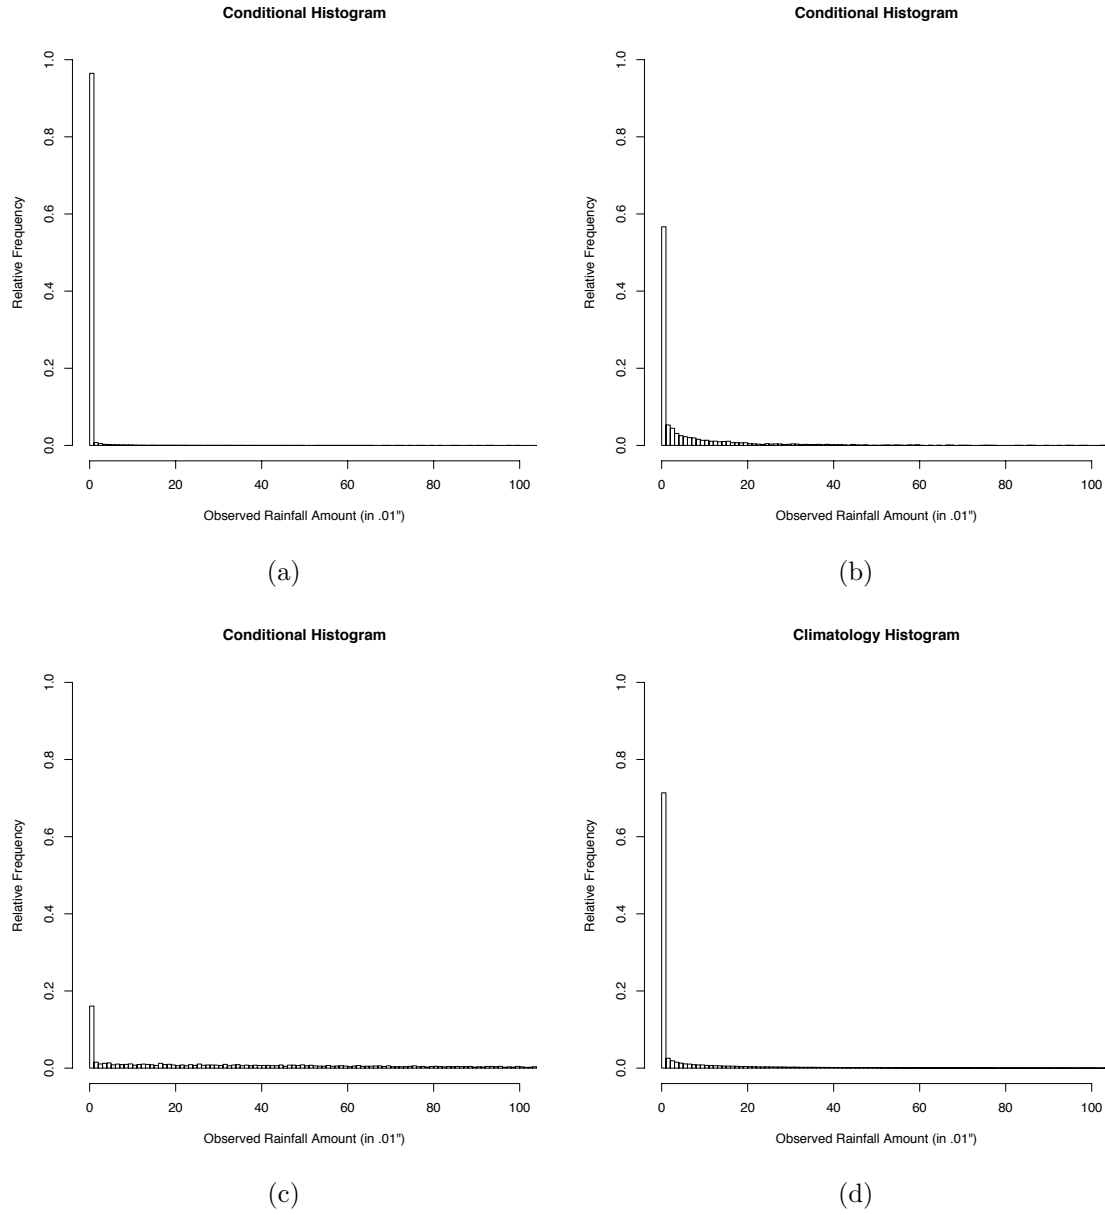 Conditional Histogram
1.0
0.8
0.6
0.4
0.2
0.0
Relative Frequency
0 20 40 60 80 100
Observed Rainfall Amount (in .01")
(a)
Conditional Histogram
1.0
0.8
0.6
0.4
0.2
0.0
Relative Frequency
0 20 40 60 80 100
Observed Rainfall Amount (in .01")
(b)
Conditional Histogram
1.0
0.8
0.6
0.4
0.2
0.0
Relative Frequency
0 20 40 60 80 100
Observed Rainfall Amount (in .01")
(c)
Climatology Histogram
1.0
0.8
0.6
0.4
0.2
0.0
Relative Frequency
0 20 40 60 80 100
Observed Rainfall Amount (in .01")
(d)